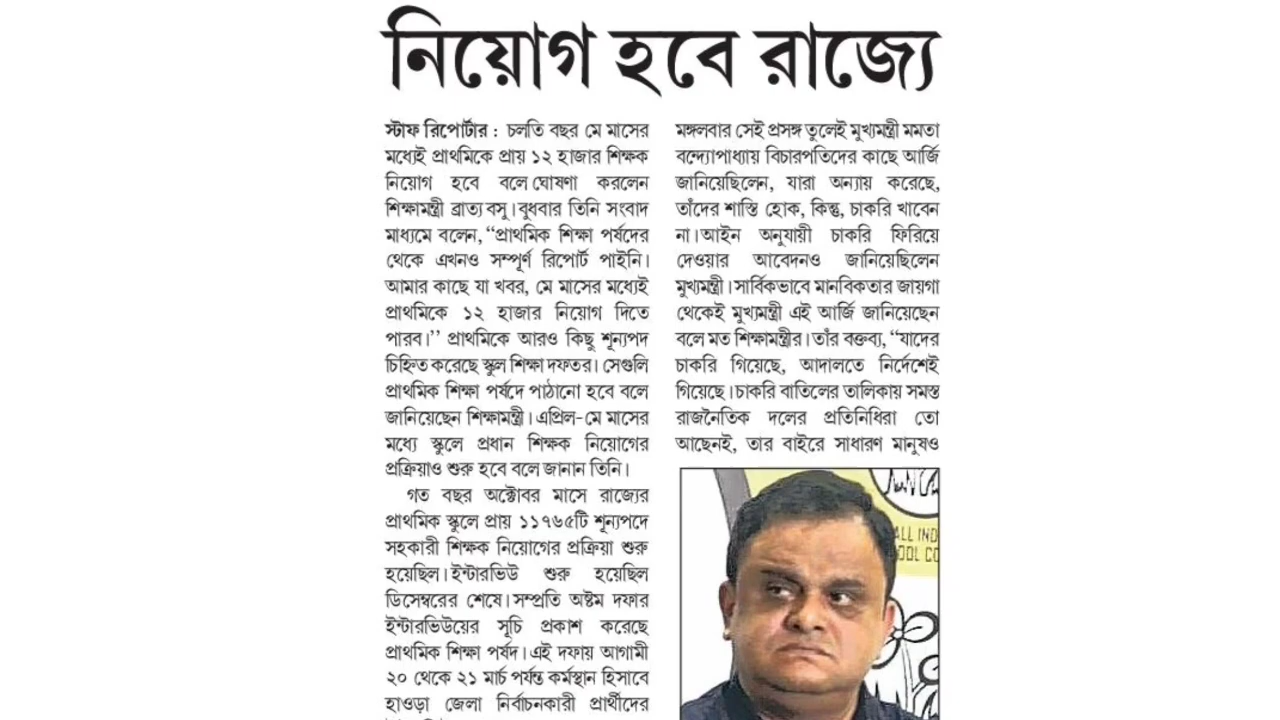 নিয়োগ হবে রাজ্যে
স্টাফ রিপোর্টার : চলতি বছর মে মাসের
মধ্যেই প্রাথমিকে প্রায় ১২ হাজার শিক্ষক
নিয়োগ হবে বলে ঘোষণা করলেন
শিক্ষামন্ত্রী ব্রাত্য বসু। বুধবার তিনি সংবাদ
মাধ্যমে বলেন, “প্রাথমিক শিক্ষা পর্ষদের
থেকে এখনও সম্পূর্ণ রিপোর্ট পাইনি।
আমার কাছে যা খবর, মে মাসের মধ্যেই
প্রাথমিকে ১২ হাজার নিয়োগ দিতে
পারব।’’ প্রাথমিকে আরও কিছু শূন্যপদ
চিহ্নিত করেছে স্কুল শিক্ষা দফতর। সেগুলি
প্রাথমিক শিক্ষা পর্ষদে পাঠানো হবে বলে
জানিয়েছেন শিক্ষামন্ত্রী। এপ্রিল-মে মাসের
মধ্যে স্কুলে প্রধান শিক্ষক নিয়োগের
প্রক্রিয়াও শুরু হবে বলে জানান তিনি।
গত বছর অক্টোবর মাসে রাজ্যের
প্রাথমিক স্কুলে প্রায় ১১৭৬৫টি শূন্যপদে
সহকারী শিক্ষক নিয়োগের প্রক্রিয়া শুরু
হয়েছিল। ইন্টারভিউ শুরু হয়েছিল
ডিসেম্বরের শেষে। সম্প্রতি অষ্টম দফার
ইন্টারভিউয়ের সূচি প্রকাশ করেছে
প্রাথমিক শিক্ষা পর্ষদ। এই দফায় আগামী
২০ থেকে ২১ মার্চ পর্যন্ত কর্মস্থান হিসাবে
হাওড়া জেলা নির্বাচনকারী প্রার্থীদের
মঙ্গলবার সেই প্রসঙ্গ তুলেই মুখ্যমন্ত্রী মমতা
বন্দ্যোপাধ্যায় বিচারপতিদের কাছে আর্জি
জানিয়েছিলেন, যারা অন্যায় করেছে,
তাঁদের শাস্তি হোক, কিন্তু, চাকরি খাবেন
না। আইন অনুযায়ী চাকরি ফিরিয়ে
দেওয়ার আবেদনও জানিয়েছিলেন
মুখ্যমন্ত্রী। সার্বিকভাবে মানবিকতার জায়গা
থেকেই মুখ্যমন্ত্রী এই আর্জি জানিয়েছেন
বলে মত শিক্ষামন্ত্রীর। তাঁর বক্তব্য, “যাদের
চাকরি গিয়েছে, আদালতে নির্দেশেই
গিয়েছে। চাকরি বাতিলের তালিকায় সমস্ত
রাজনৈতিক দলের প্রতিনিধিরা তো
আছেনই, তার বাইরে সাধারণ মানুষও
ALL IND